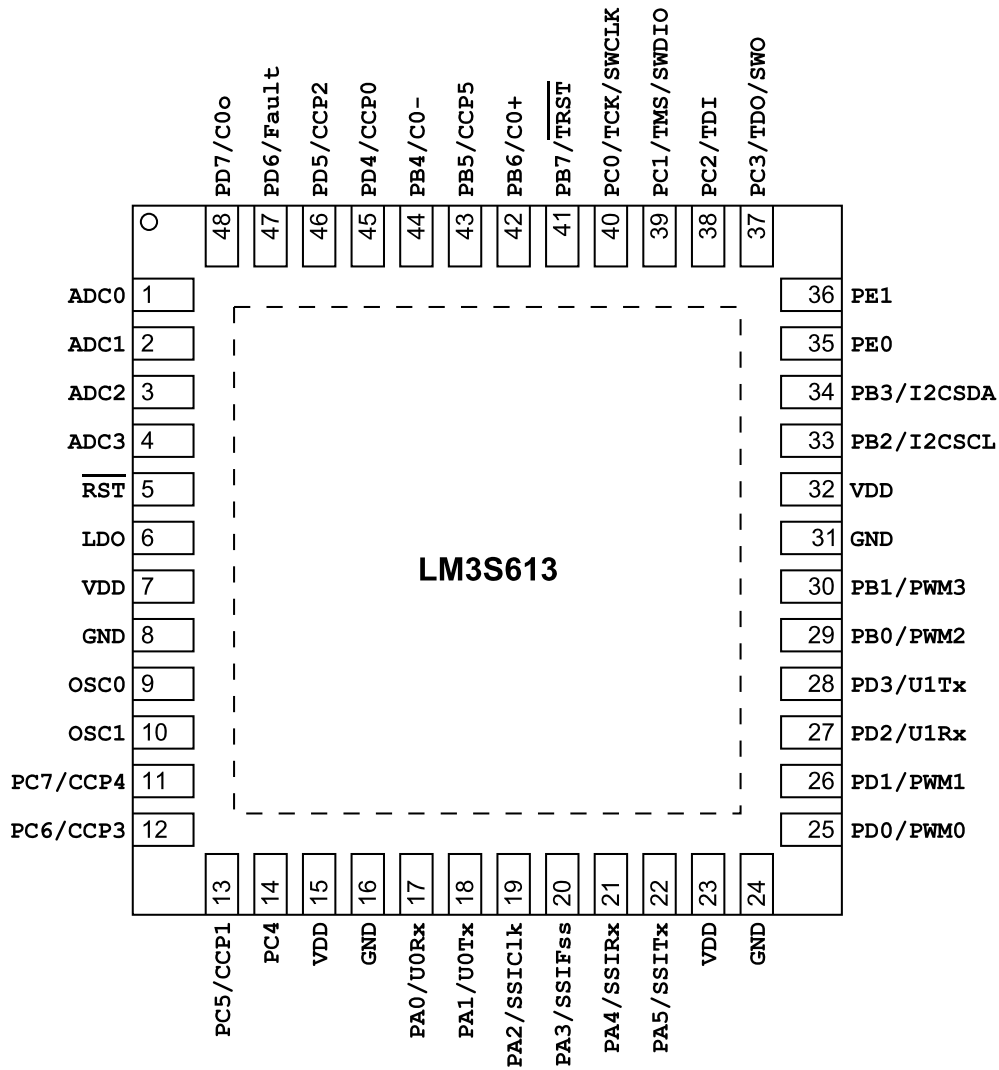 PD7/C0o
PD6/Fault
PD5/CCP2
PD4/CCP0
PB4/C0-
PB5/CCP5
PB6/C0+
PB7/TRST
PC0/TCK/SWCLK
PC1/TMS/SWDIO
PC2/TDI
PC3/TDO/SWO
48 47 46 45 44 43 42 41 40 39 38 37
ADC0 1
ADC1 2
ADC2 3
ADC3 4
RST 5
LDO 6
VDD 7
GND 8
OSC0 9
OSC1 10
PC7/CCP4 11
PC6/CCP3 12
LM3S613
36 PE1
35 PE0
34 PB3/I2CSDA
33 PB2/I2CSCL
32 VDD
31 GND
30 PB1/PWM3
29 PB0/PWM2
28 PD3/U1Tx
27 PD2/U1Rx
26 PD1/PWM1
25 PD0/PWM0
13 14 15 16 17 18 19 20 21 22 23 24
PC5/CCP1
PC4
VDD
GND
PA0/U0Rx
PA1/U0Tx
PA2/SSIClk
PA3/SSIFss
PA4/SSIRx
PA5/SSITx
VDD
GND